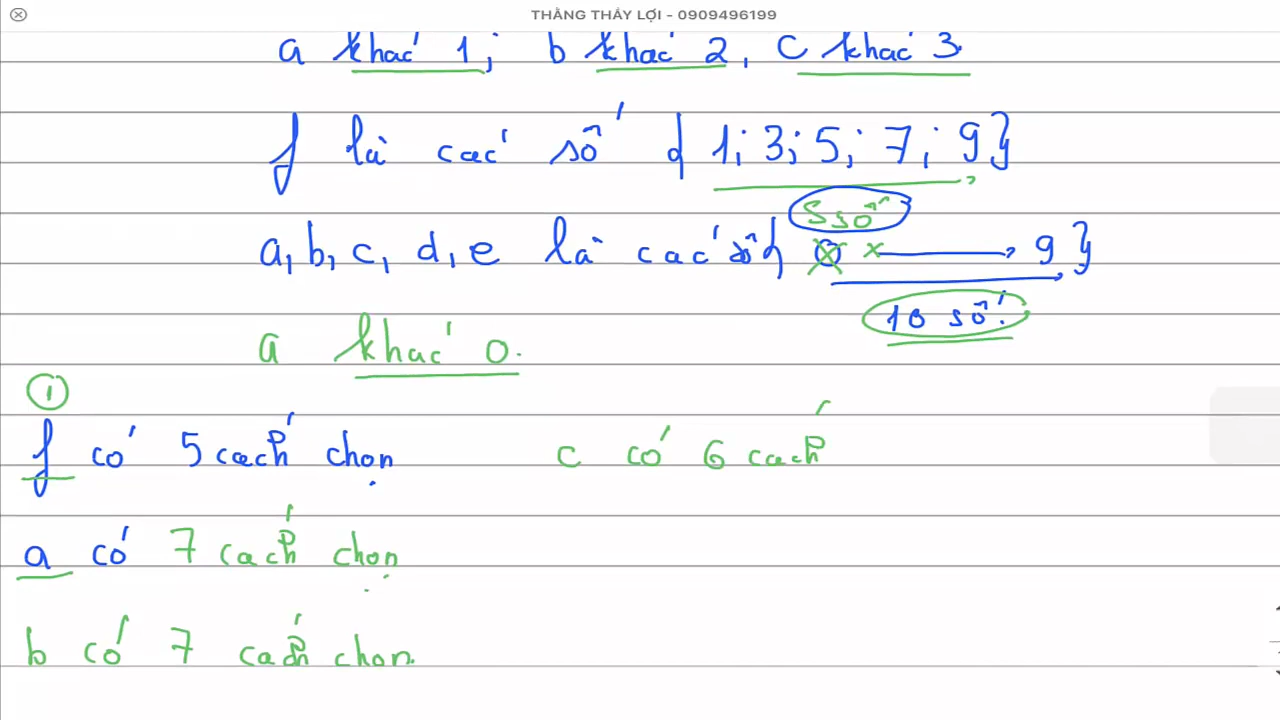 THẦNG THẦY LỢI - 0909496199
a khác 1; b khác 2, c khác 3
f là các số { 1; 3; 5; 7; 9}
5 số
a, b, c, d, e là các số { 0 x → 9 }
10 số!
a khác 0.
①
f có 5 cách chọn c có 6 cách
a có 7 cách chọn
b có 7 cách chọn.